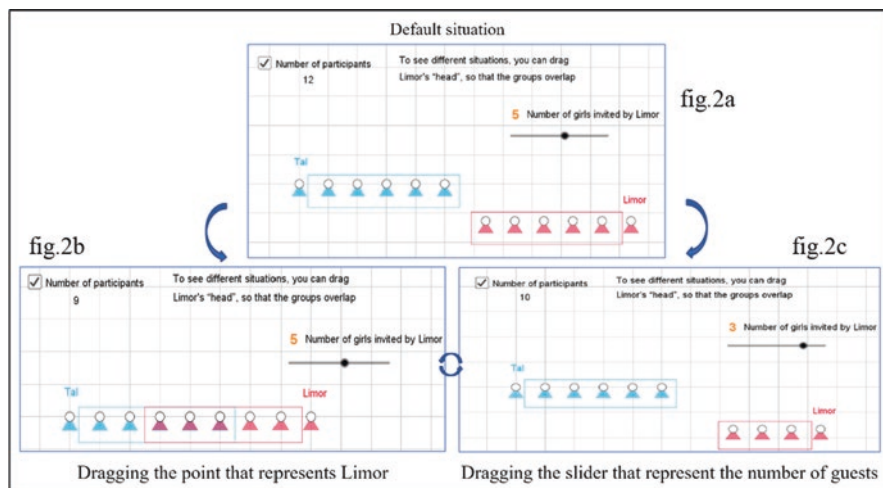 Default situation
Number of participants
12
To see different situations, you can drag
Limor's "head", so that the groups overlap
5 Number of girls invited by Limor
fig.2a
Tal
Limor
fig.2b
Number of participants
9
To see different situations, you can drag
Limor's "head", so that the groups overlap
5 Number of girls invited by Limor
Tal
Limor
Dragging the point that represents Limor
fig.2c
Number of participants
10
To see different situations, you can drag
Limor's "head", so that the groups overlap
3 Number of girls invited by Limor
Tal
Limor
Dragging the slider that represent the number of guests